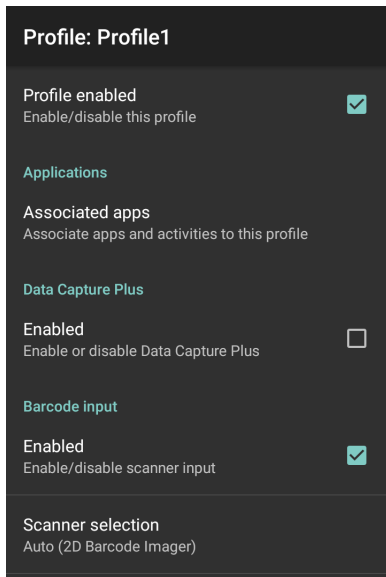 Profile: Profile1
Profile enabled
Enable/disable this profile
Applications
Associated apps
Associate apps and activities to this profile
Data Capture Plus
Enabled
Enable or disable Data Capture Plus
Barcode input
Enabled
Enable/disable scanner input
Scanner selection
Auto (2D Barcode Imager)